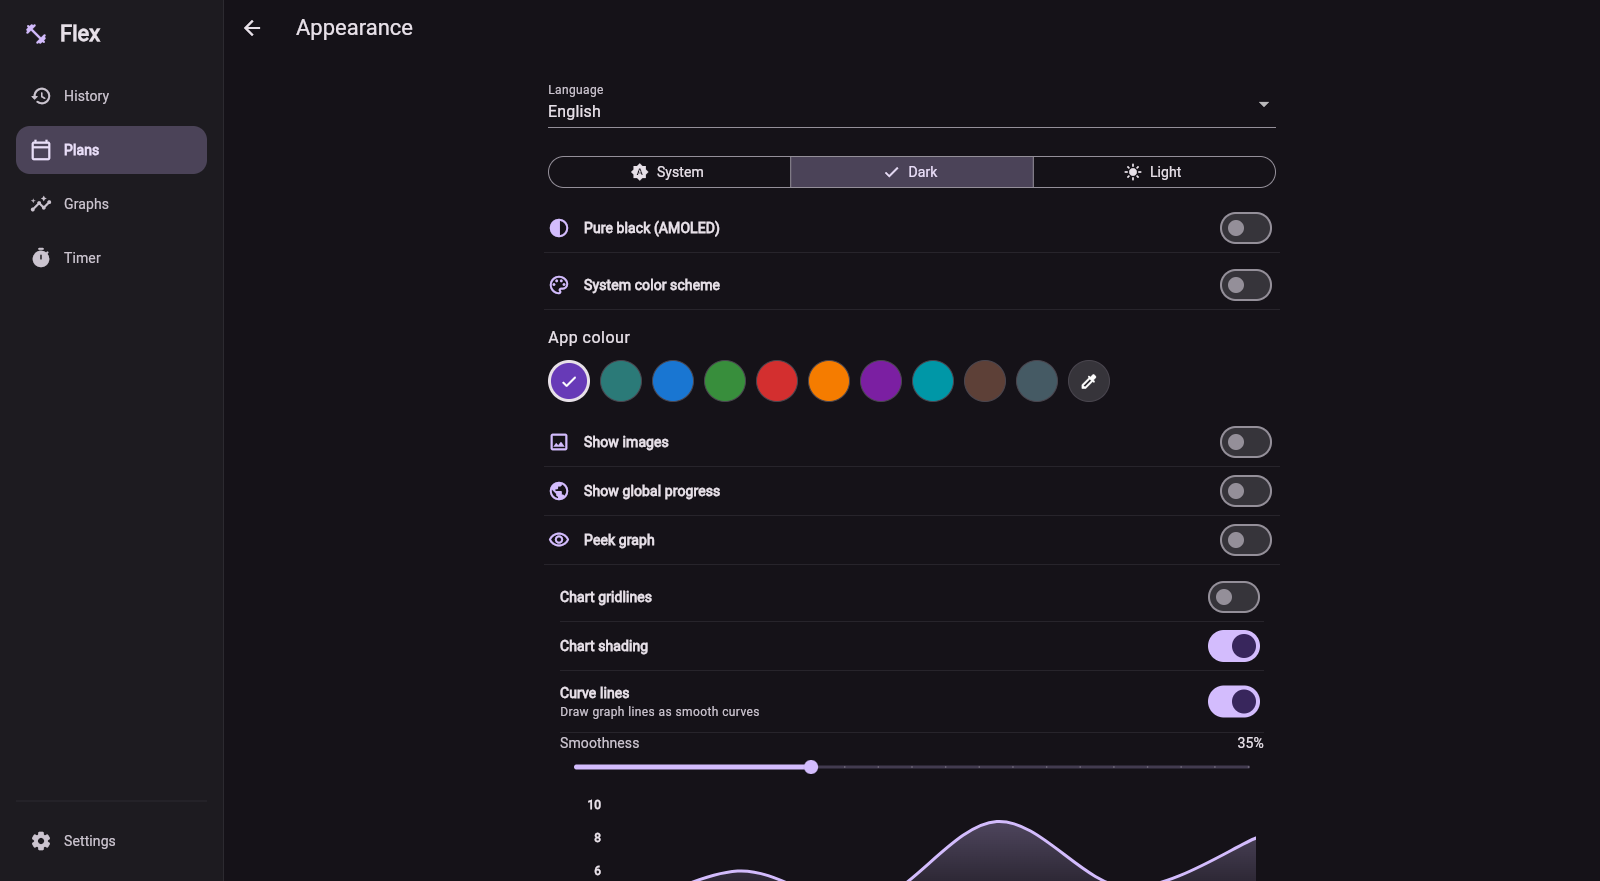 Flex
Appearance
History
Plans
Graphs
Timer
Settings
Language
English
System
Dark
Light
Pure black (AMOLED)
System color scheme
App colour
Show images
Show global progress
Peek graph
Chart gridlines
Chart shading
Curve lines
Draw graph lines as smooth curves
Smoothness
35%
10
8
6